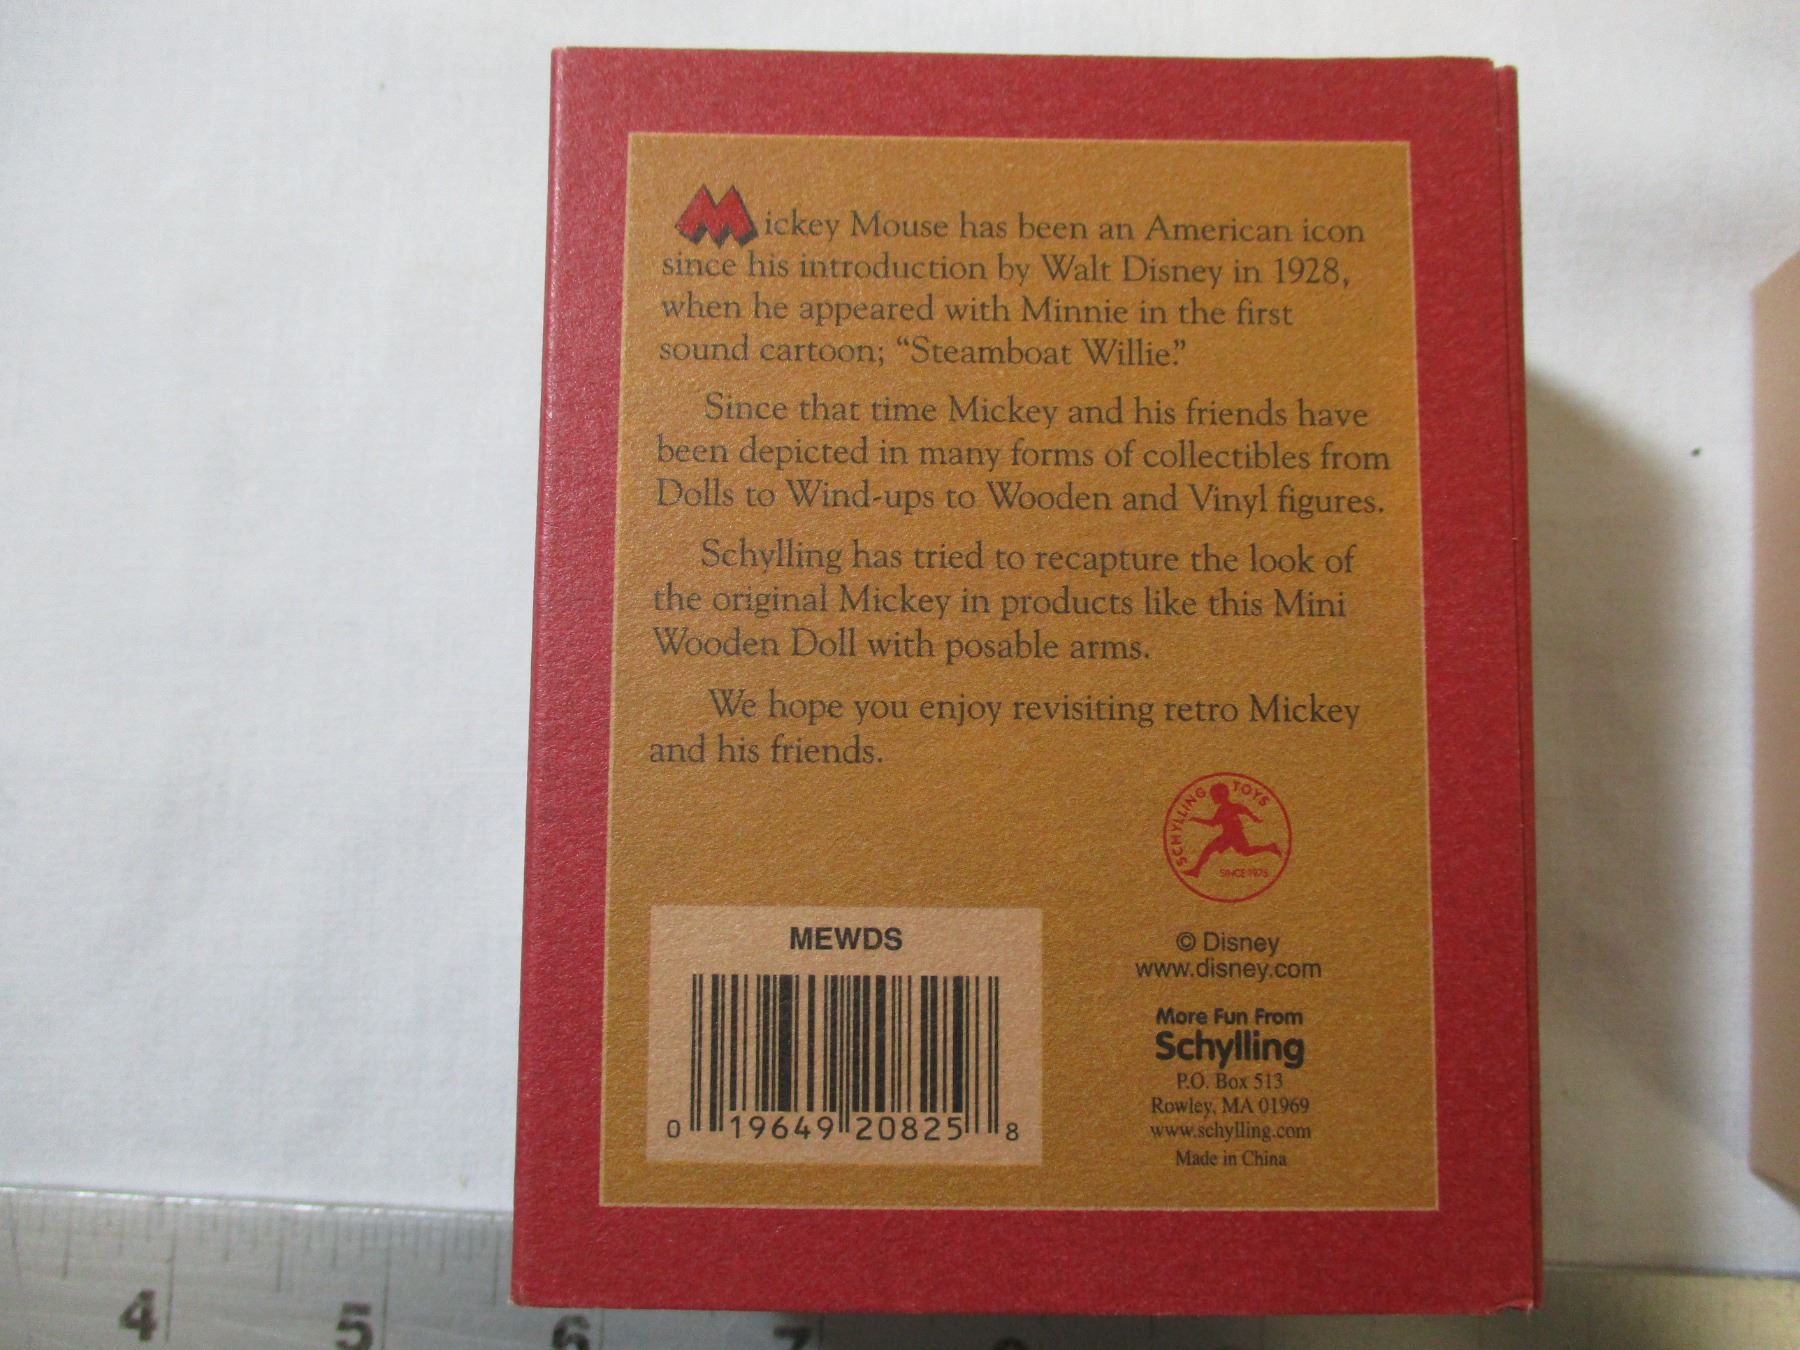 Mickey Mouse has been an American icon
since his introduction by Walt Disney in 1928,
when he appeared with Minnie in the first
sound cartoon; “Steamboat Willie.”
Since that time Mickey and his friends have
been depicted in many forms of collectibles from
Dolls to Wind-ups to Wooden and Vinyl figures.
Schylling has tried to recapture the look of
the original Mickey in products like this Mini
Wooden Doll with posable arms.
We hope you enjoy revisiting retro Mickey
and his friends.
SCHYLLING TOYS
SINCE 1975
MEWDS
0 19649 20825 8
© Disney
www.disney.com
More Fun From
Schylling
P.O. Box 513
Rowley, MA 01969
www.schylling.com
Made in China
4 5 6 7